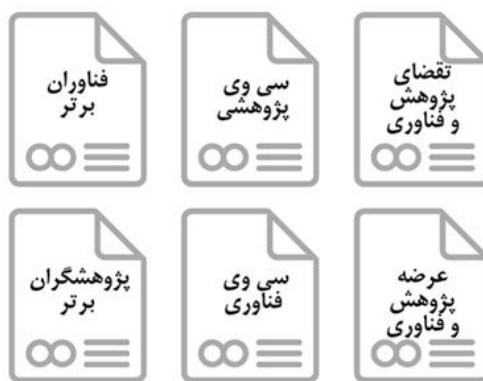 تقضای
پژوهش
و فناوری
سی وی
پژوهشی
فناوران
برتر
عرضه
پژوهش
و فناوری
سی وی
فناوری
پژوهشگران
برتر